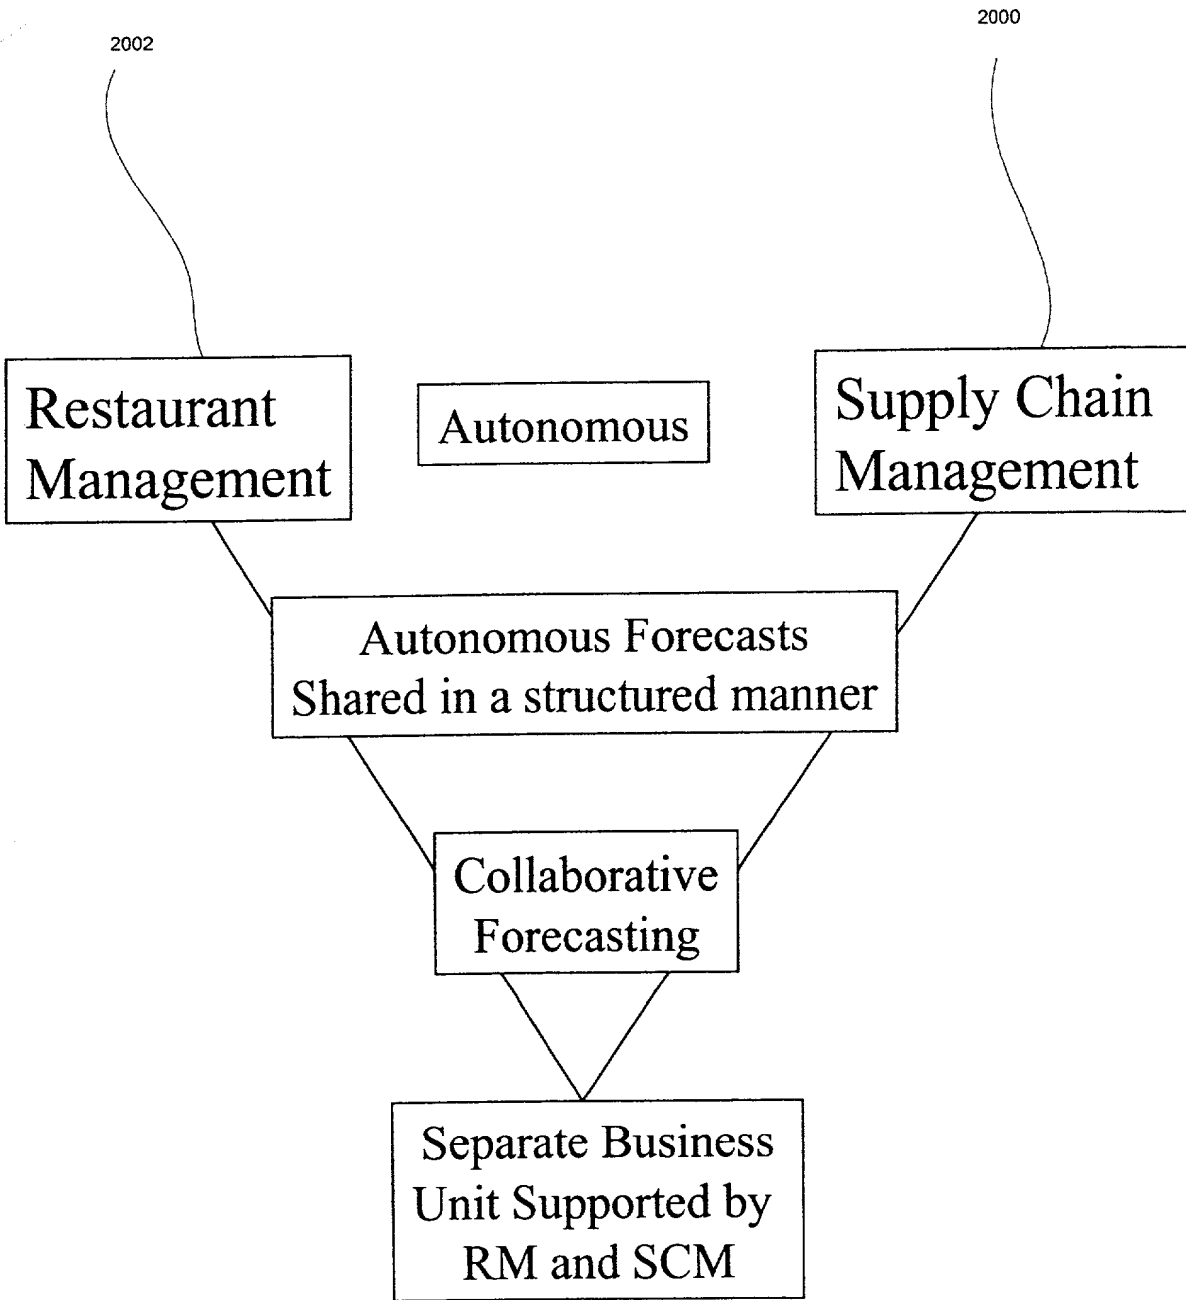 2002
2000
Restaurant
Management
Autonomous
Supply Chain
Management
Autonomous Forecasts
Shared in a structured manner
Collaborative
Forecasting
Separate Business
Unit Supported by
RM and SCM